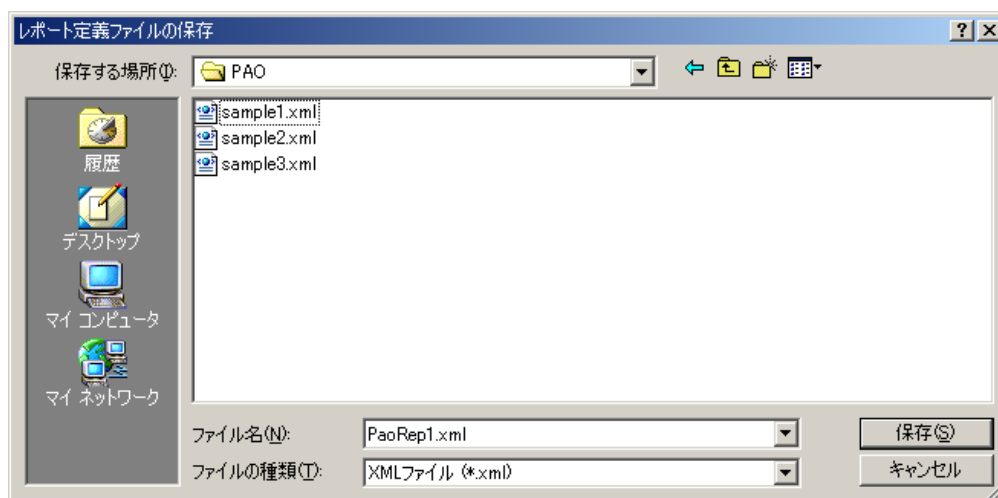 レポート定義ファイルの保存
保存する場所(I):
PAO
sample1.xml
sample2.xml
sample3.xml
履歴
デスクトップ
マイ コンピュータ
マイ ネットワーク
ファイル名(N):
PaoRep1.xml
保存(S)
ファイルの種類(T):
XMLファイル (*.xml)
キャンセル